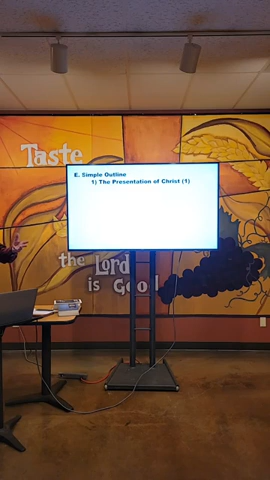 Taste
E. Simple Outline
1) The Presentation of Christ (1)
the Lord
is Good!